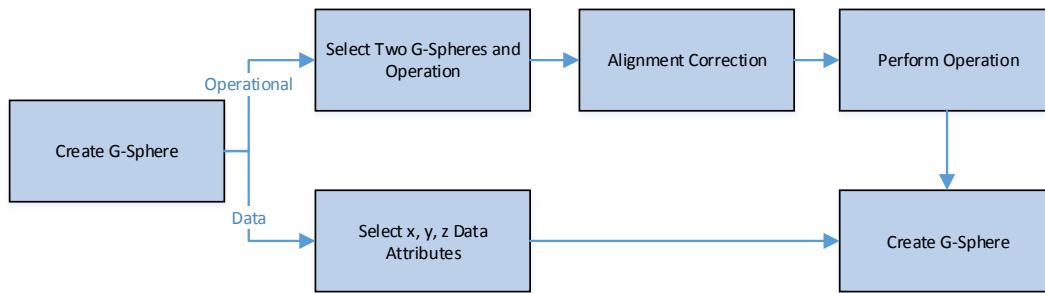 Select Two G-Spheres and
Operation
Alignment Correction
Perform Operation
Operational
Create G-Sphere
Data
Select x, y, z Data
Attributes
Create G-Sphere